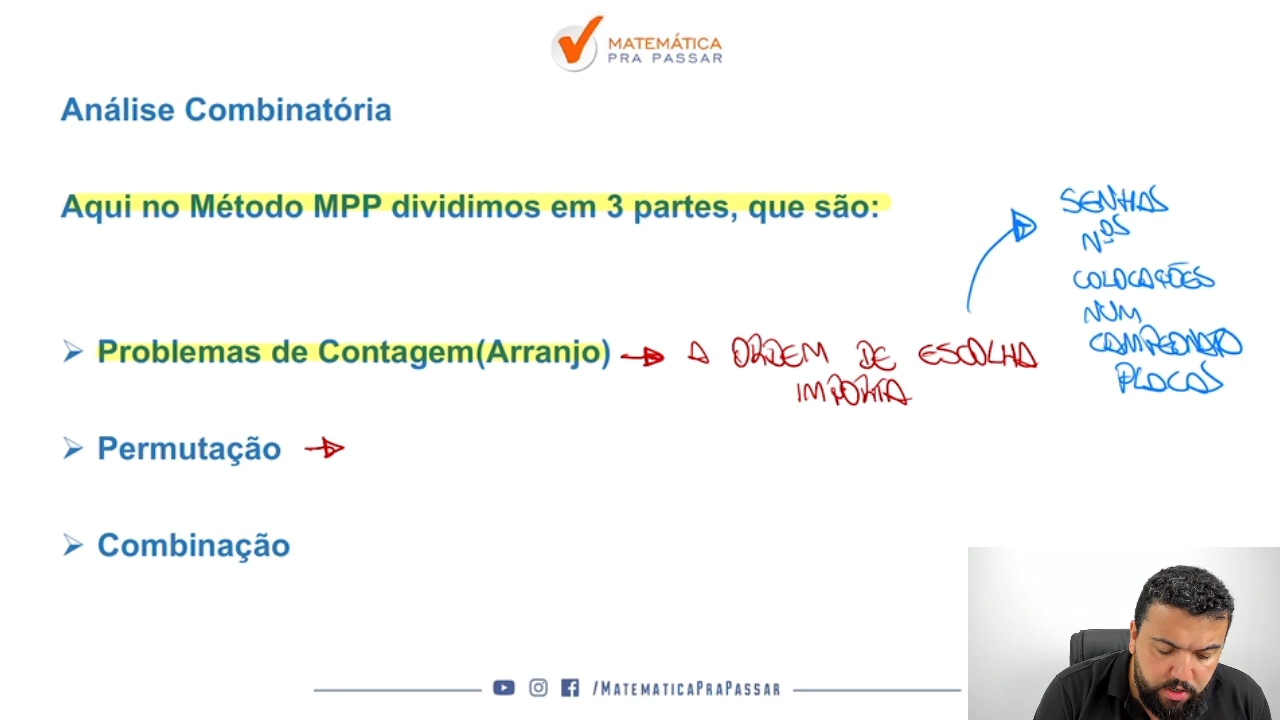 MATEMÁTICA
PRA PASSAR
Análise Combinatória
Aqui no Método MPP dividimos em 3 partes, que são:
SENHAS
NºS
COLOCAÇÕES
NUM
CAMPEONATO
PLACAS
Problemas de Contagem(Arranjo) → A ORDEM DE ESCOLHA
IMPORTA
Permutação →
Combinação
/MATEMATICAPRAPASSAR